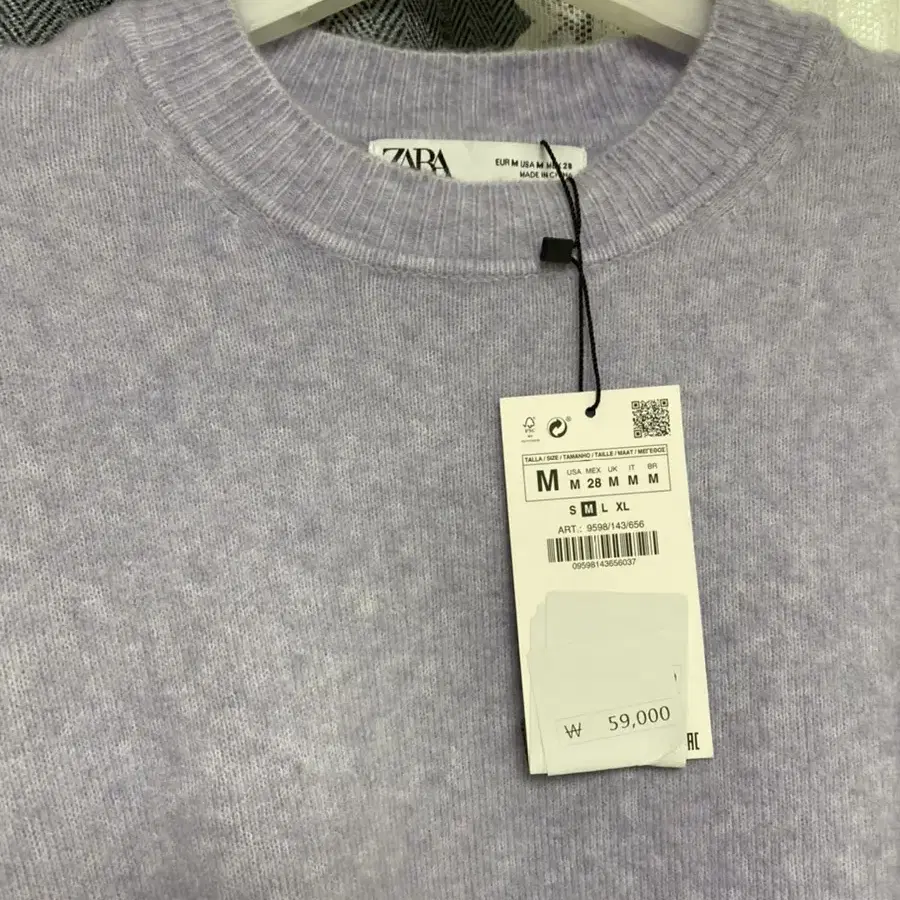 ZARA
EUR M USA M MEX 28
MADE IN CHINA
FSC
TALLA / SIZE / TAMANHO / TAILLE / MAAT / ΜΕΓΕΘΟΣ
M
USA MEX UK IT BR
M 28 M M M
S M L XL
ART.: 9598/143/656
09598143656037
₩ 59,000